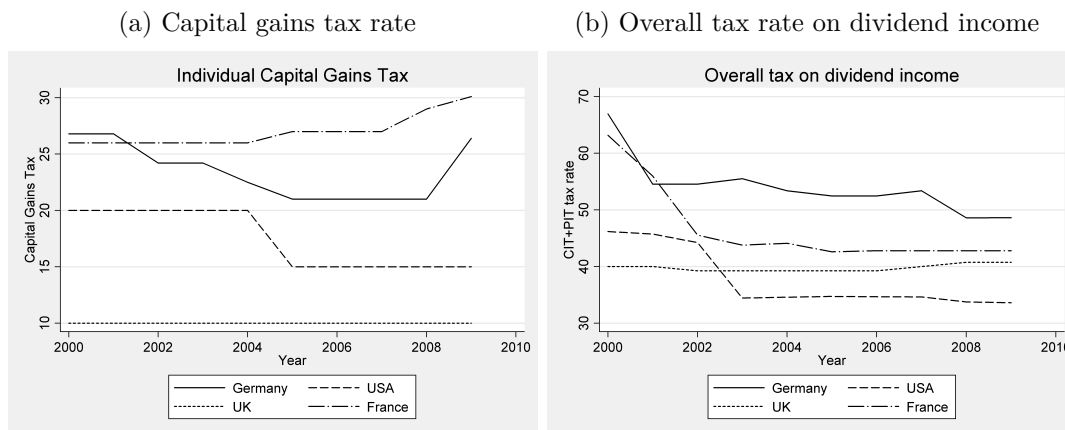 (a) Capital gains tax rate
Individual Capital Gains Tax
Capital Gains Tax
30
25
20
15
10
2000 2002 2004 2006 2008 2010
Year
Germany USA
UK France
(b) Overall tax rate on dividend income
Overall tax on dividend income
CIT+PIT tax rate
70
60
50
40
30
2000 2002 2004 2006 2008
Year
Germany USA
UK France